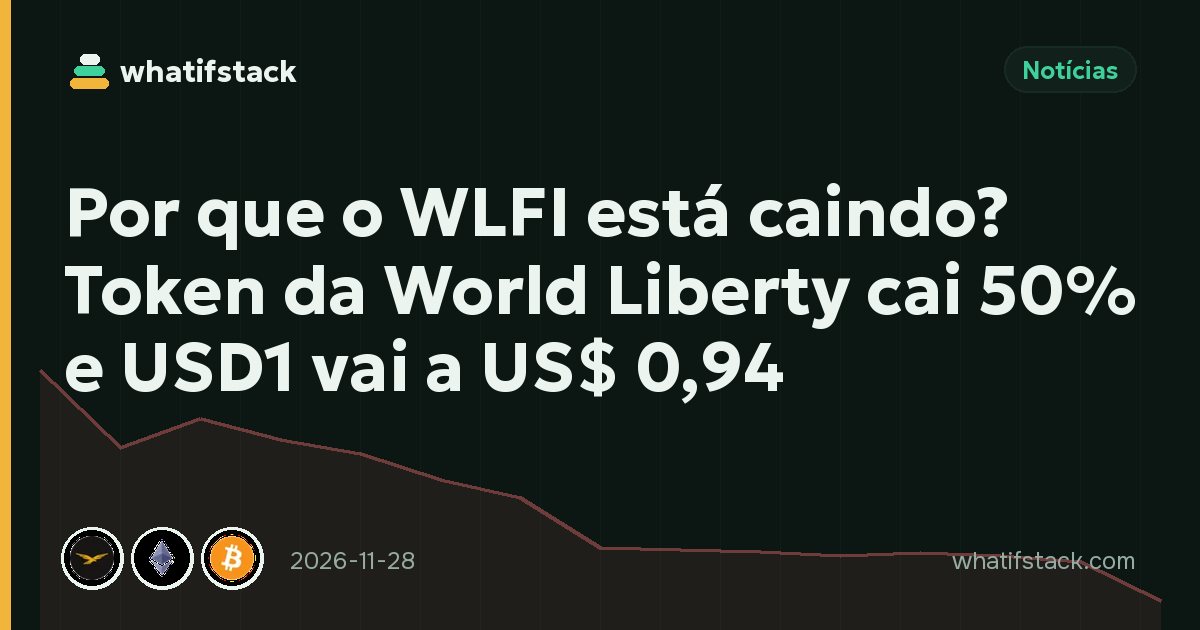 whatifstack
Notícias
Por que o WLFI está caindo?
Token da World Liberty cai 50%
e USD1 vai a US$ 0,94
2026-11-28
whatifstack.com